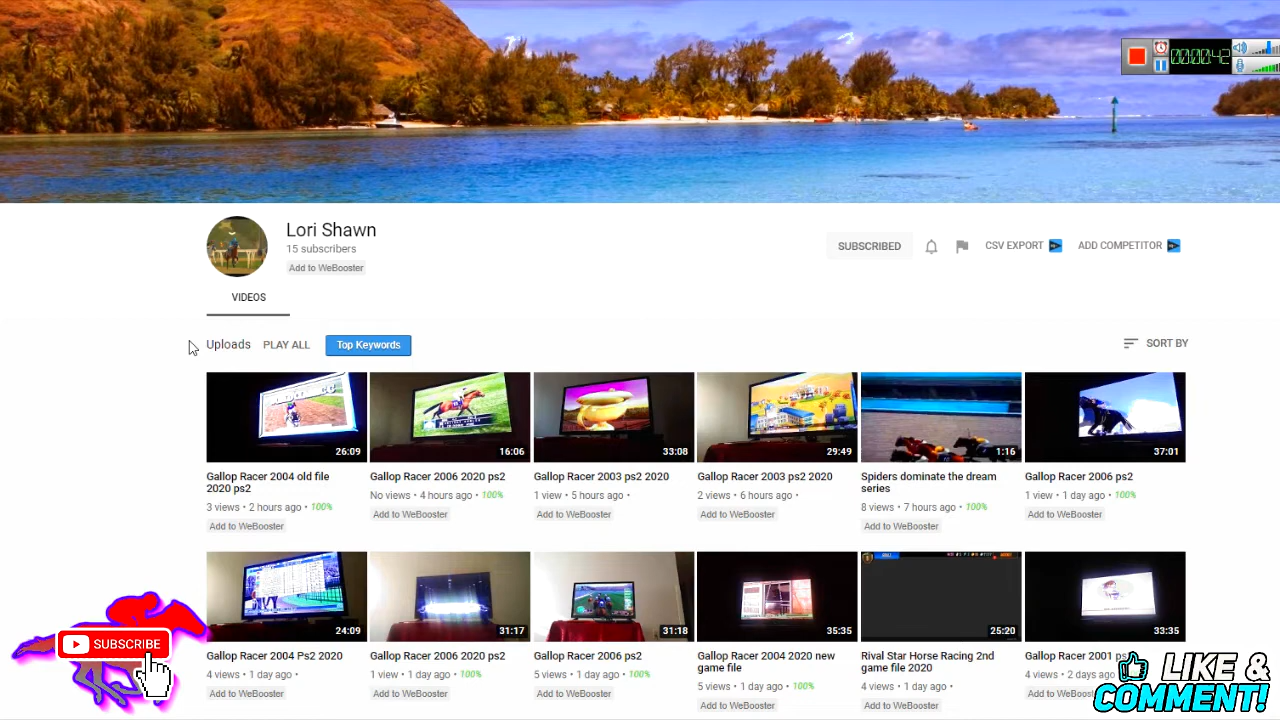 00:00:42
Lori Shawn
15 subscribers
Add to WeBooster
SUBSCRIBED
CSV EXPORT
ADD COMPETITOR
VIDEOS
Uploads PLAY ALL Top Keywords
SORT BY
26:09
16:06
33:08
29:49
1:16
37:01
Gallop Racer 2004 old file
2020 ps2
3 views • 2 hours ago • 100%
Add to WeBooster
Gallop Racer 2006 2020 ps2
No views • 4 hours ago • 100%
Add to WeBooster
Gallop Racer 2003 ps2 2020
1 view • 5 hours ago •
Add to WeBooster
Gallop Racer 2003 ps2 2020
2 views • 6 hours ago •
Add to WeBooster
Spiders dominate the dream
series
8 views • 7 hours ago • 100%
Add to WeBooster
Gallop Racer 2006 ps2
1 view • 1 day ago • 100%
Add to WeBooster
24:09
31:17
31:18
35:35
25:20
33:35
Gallop Racer 2004 Ps2 2020
4 views • 1 day ago •
Add to WeBooster
Gallop Racer 2006 2020 ps2
1 view • 1 day ago • 100%
Add to WeBooster
Gallop Racer 2006 ps2
5 views • 1 day ago • 100%
Add to WeBooster
Gallop Racer 2004 2020 new
game file
5 views • 1 day ago • 100%
Add to WeBooster
Rival Star Horse Racing 2nd
game file 2020
4 views • 1 day ago •
Add to WeBooster
Gallop Racer 2001
4 views • 2 days
Add to
SUBSCRIBE
LIKE &
COMMENT!